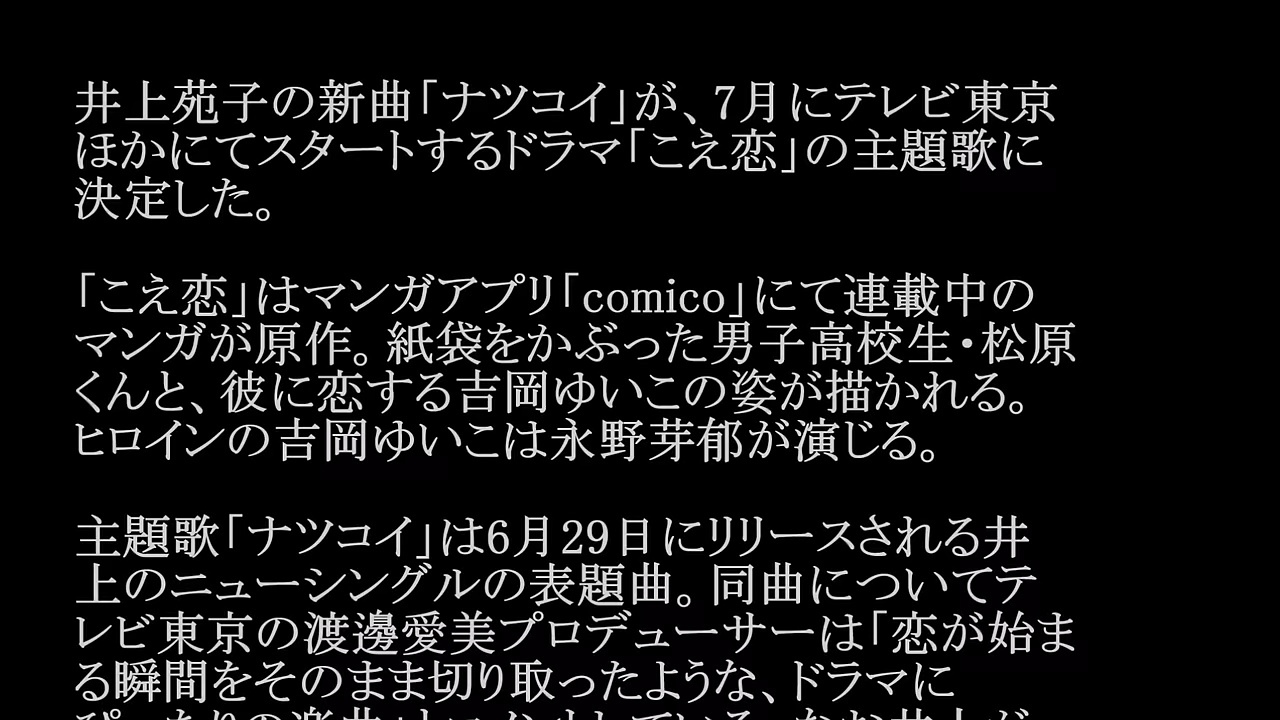 井上苑子の新曲「ナツコイ」が、7月にテレビ東京
ほかにてスタートするドラマ「こえ恋」の主題歌に
決定した。
「こえ恋」はマンガアプリ「comico」にて連載中の
マンガが原作。紙袋をかぶった男子高校生・松原
くんと、彼に恋する吉岡ゆいこの姿が描かれる。
ヒロインの吉岡ゆいこは永野芽郁が演じる。
主題歌「ナツコイ」は6月29日にリリースされる井
上のニューシングルの表題曲。同曲についてテ
レビ東京の渡邊愛美プロデューサーは「恋が始ま
る瞬間をそのまま切り取ったような、ドラマに